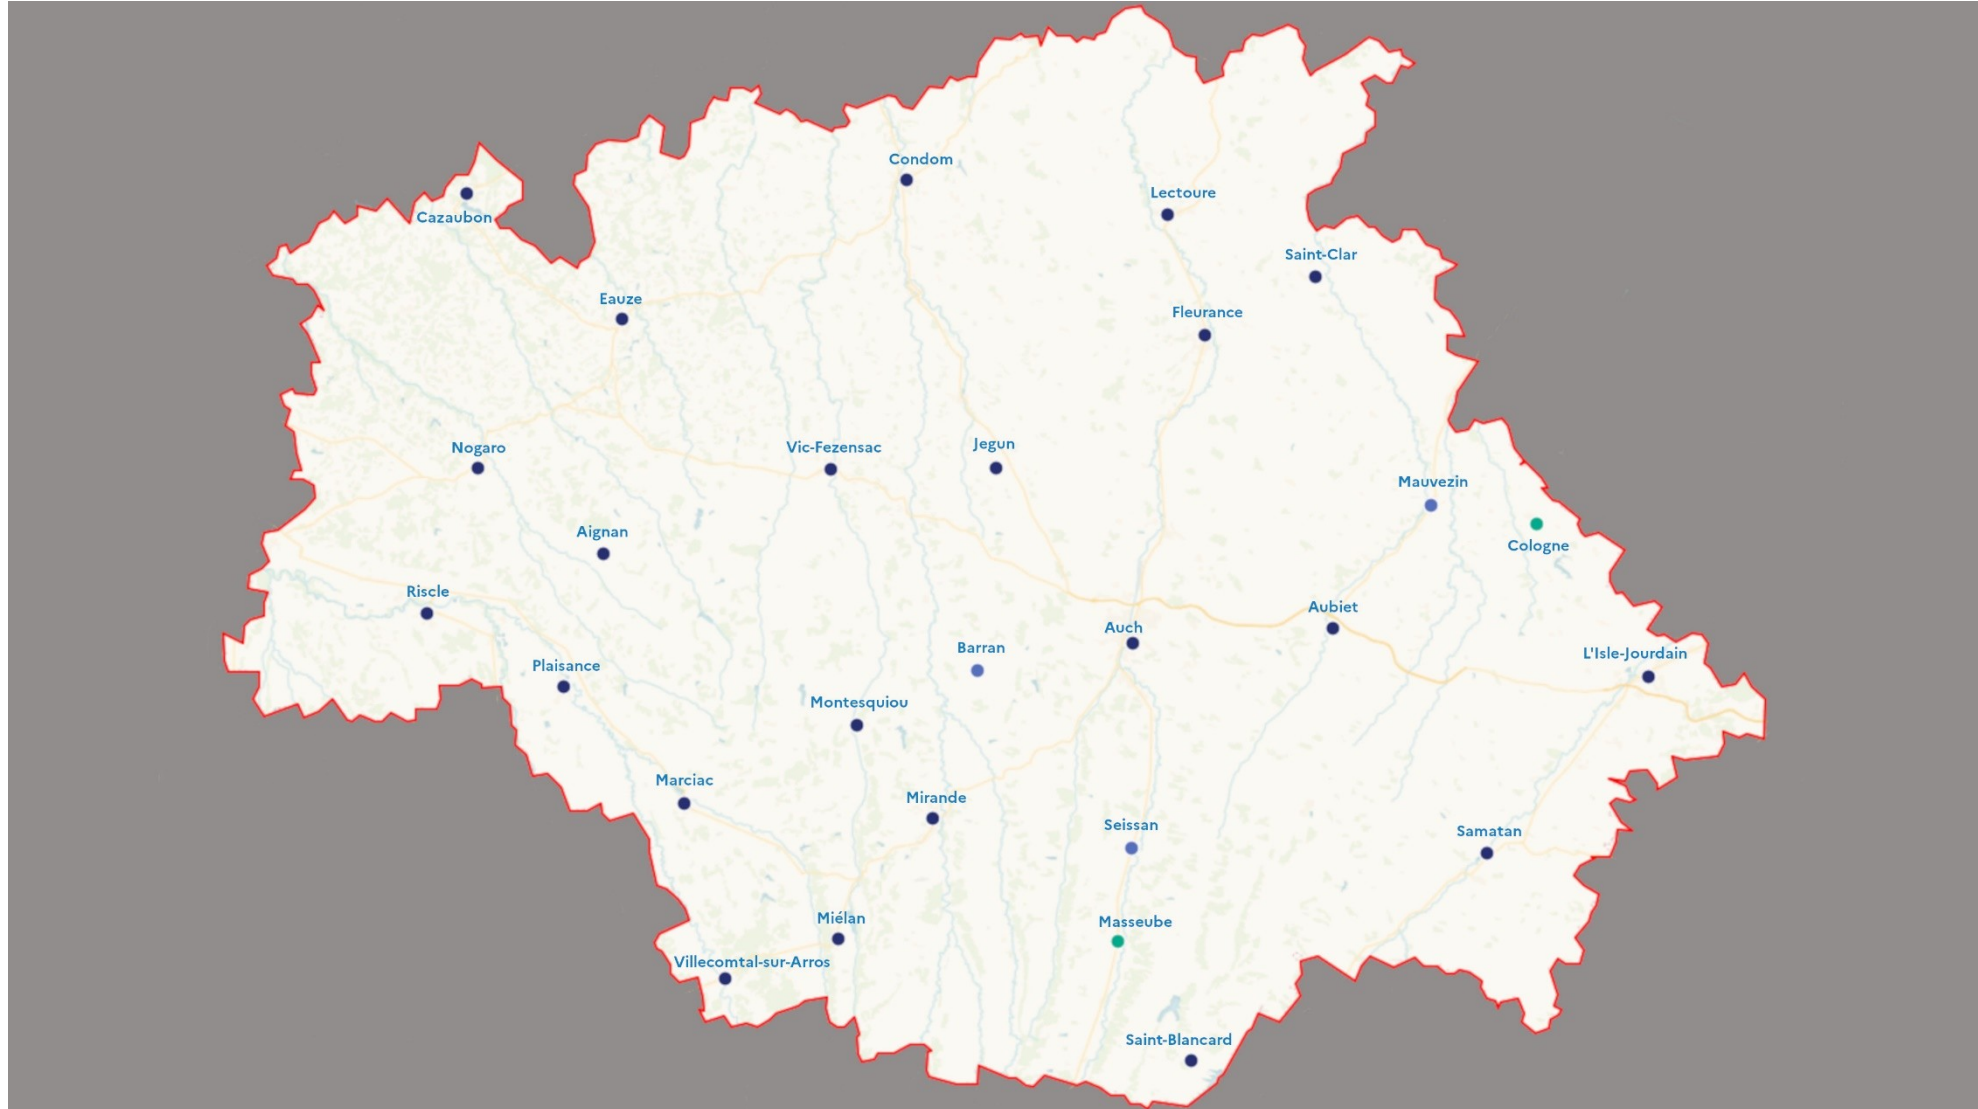 Condom
Lectoure
Cazaubon
Saint-Clar
Eauze
Fleurance
Nogaro
Vic-Fezensac
Jegun
Mauvezin
Aignan
Cologne
Riscle
Aubiet
Auch
Barran
L'Isle-Jourdain
Plaisance
Montesquiou
Marciac
Mirande
Seissan
Samatan
Miélan
Masseube
Villecomtal-sur-Arros
Saint-Blancard